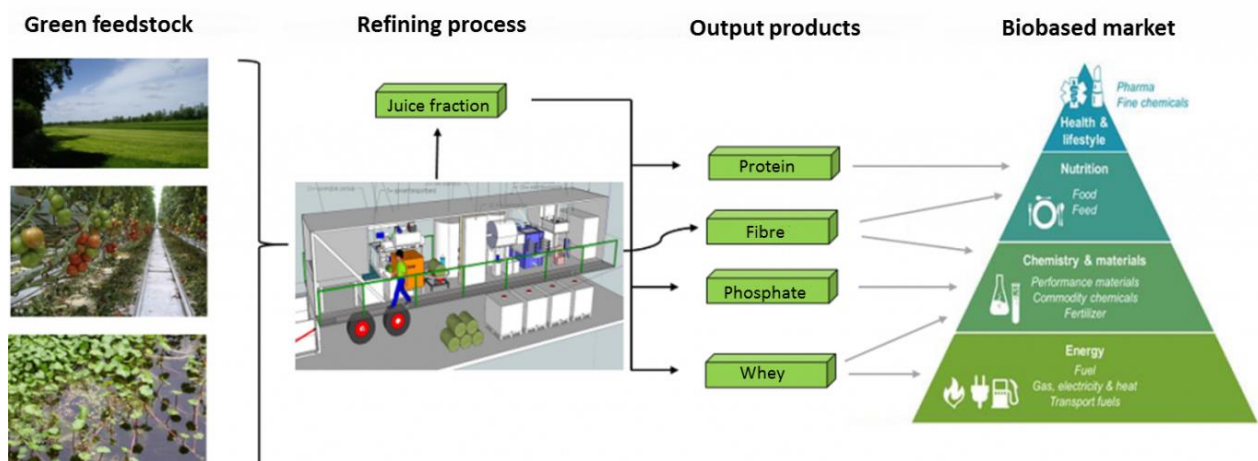 Green feedstock
Refining process
Output products
Biobased market
Juice fraction
Protein
Fibre
Phosphate
Whey
Pharma
Fine chemicals
Health &
lifestyle
Nutrition
Food
Feed
Chemistry & materials
Performance materials
Commodity chemicals
Fertilizer
Energy
Fuel
Gas, electricity & heat
Transport fuels